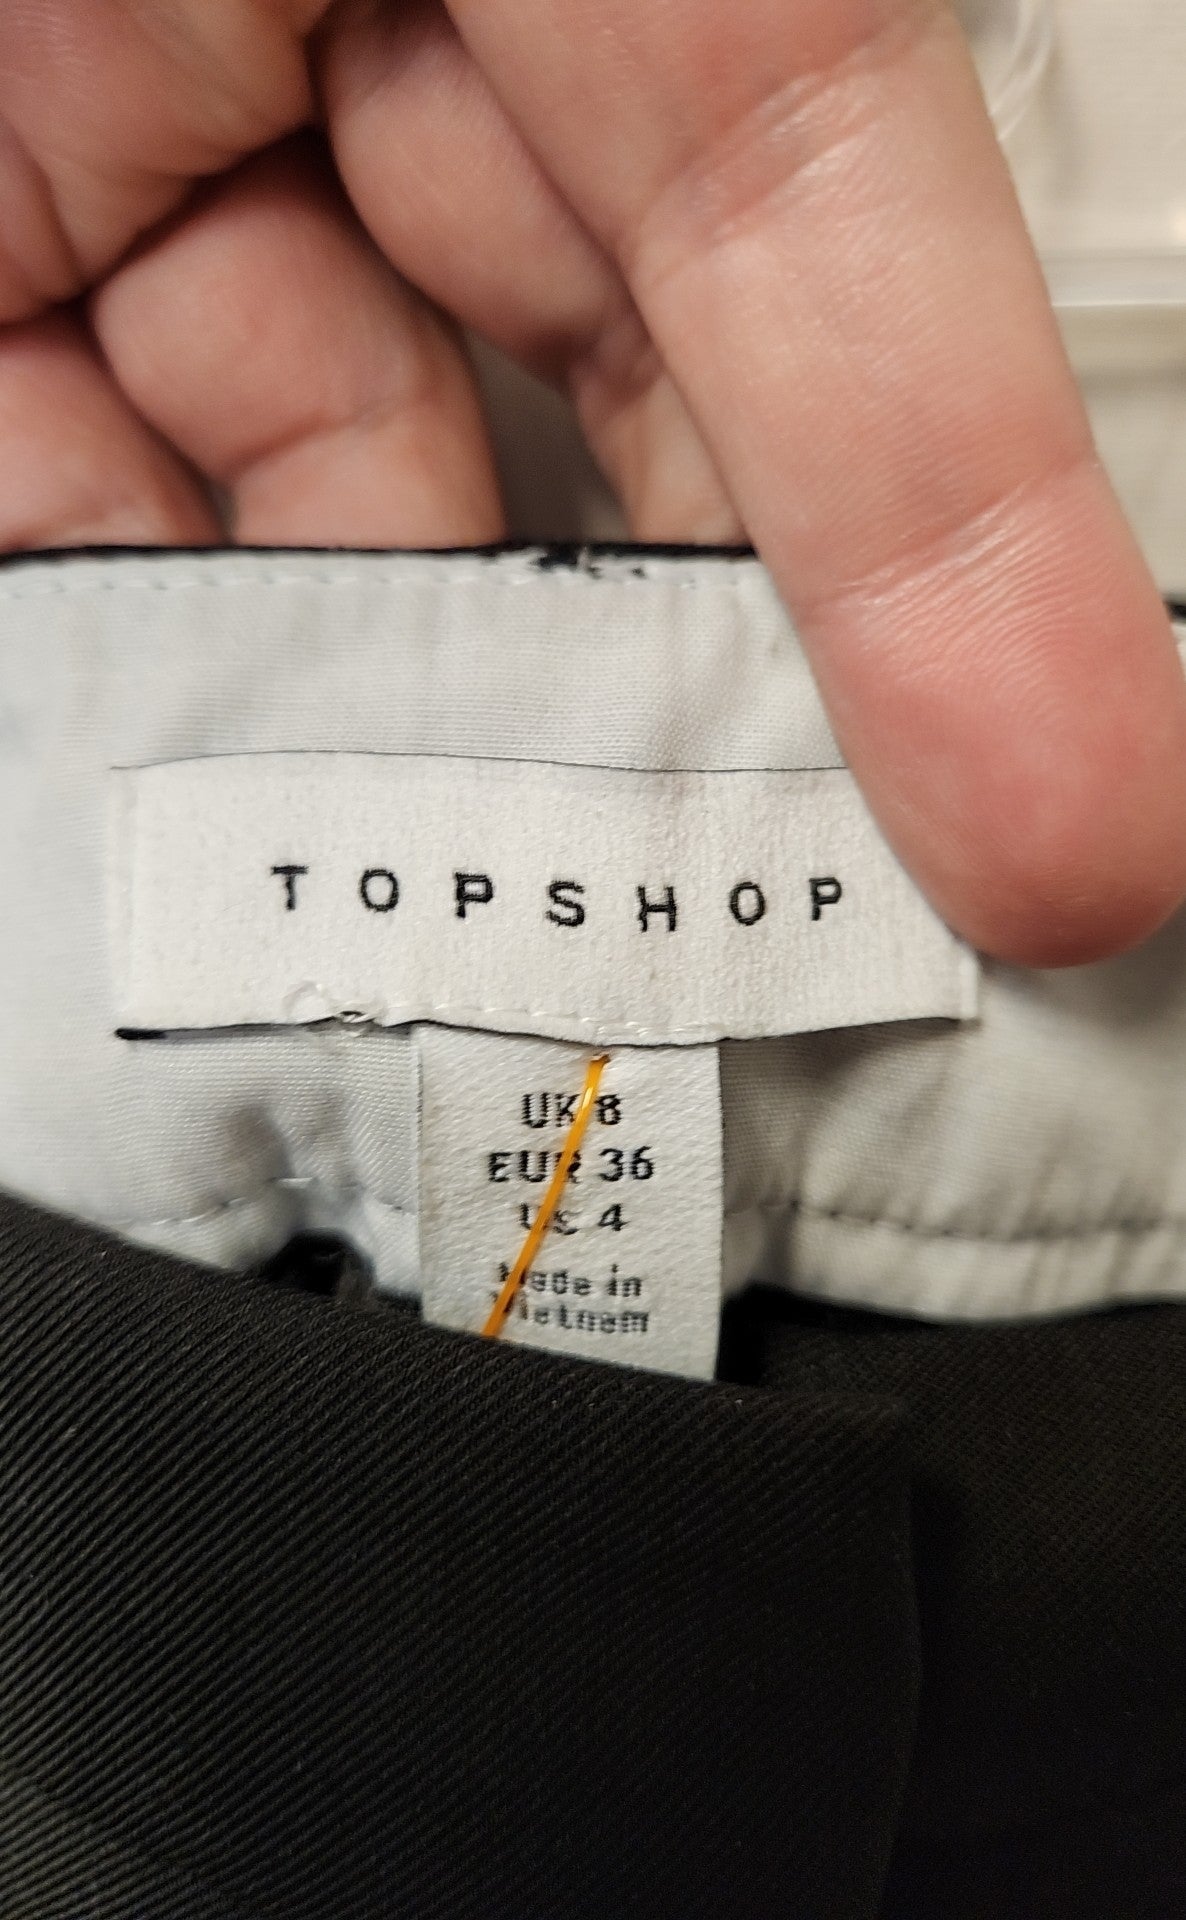 TOPSHOP
UK 8
EUR 36
US 4
Made in
Vietnam